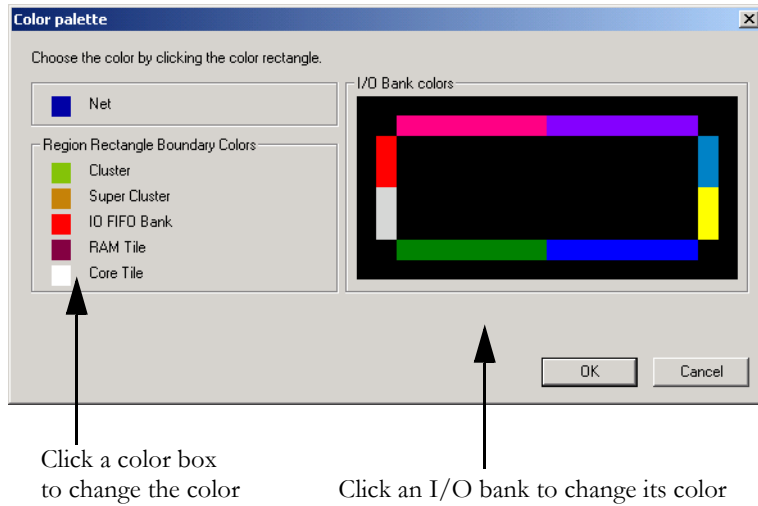 Color palette
Choose the color by clicking the color rectangle.
Net
Region Rectangle Boundary Colors
Cluster
Super Cluster
IO FIFO Bank
RAM Tile
Core Tile
I/O Bank colors
OK
Cancel
Click a color box
to change the color
Click an I/O bank to change its color